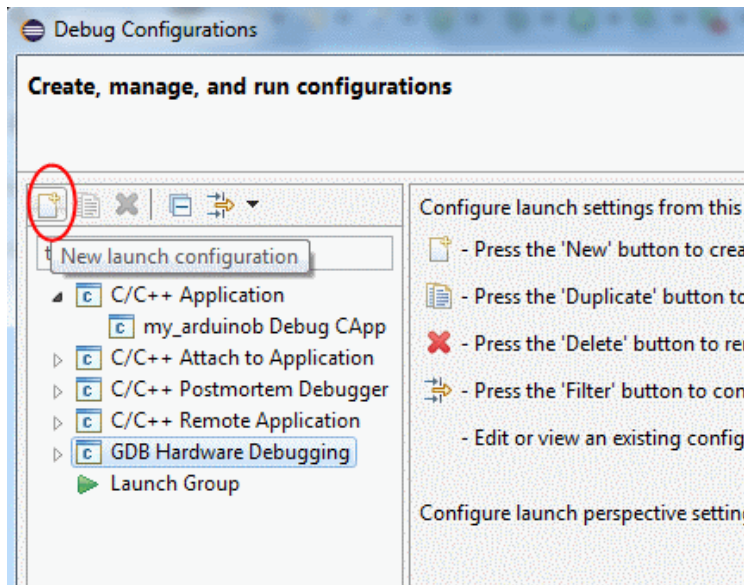 Debug Configurations
Create, manage, and run configurations
New launch configuration
C/C++ Application
my_arduinob Debug CApp
C/C++ Attach to Application
C/C++ Postmortem Debugger
C/C++ Remote Application
GDB Hardware Debugging
Launch Group
Configure launch settings from this
- Press the 'New' button to crea
- Press the 'Duplicate' button to
- Press the 'Delete' button to re
- Press the 'Filter' button to con
- Edit or view an existing config
Configure launch perspective setting